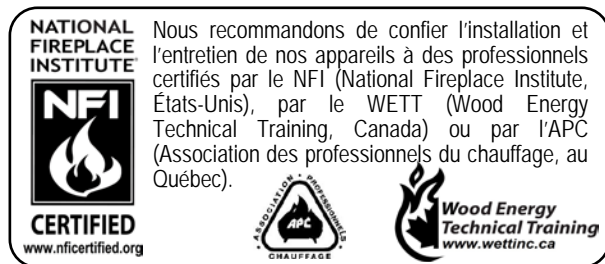 NATIONAL
FIREPLACE
INSTITUTE®
NFI
CERTIFIED
www.nficertified.org
Nous recommandons de confier l'installation et
l'entretien de nos appareils à des professionnels
certifiés par le NFI (National Fireplace Institute,
États-Unis), par le WETT (Wood Energy
Technical Training, Canada) ou par l'APC
(Association des professionnels du chauffage, au
Québec).
ASSOCIATION PROFESSIONNELS
APC
CHAUFFAGE
Wood Energy
Technical Training
www.wettinc.ca